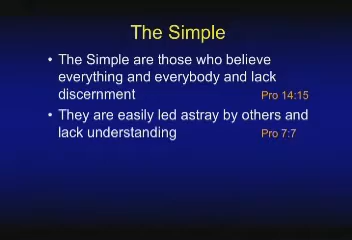 The Simple
• The Simple are those who believe
everything and everybody and lack
discernment Pro 14:15
• They are easily led astray by others and
lack understanding Pro 7:7